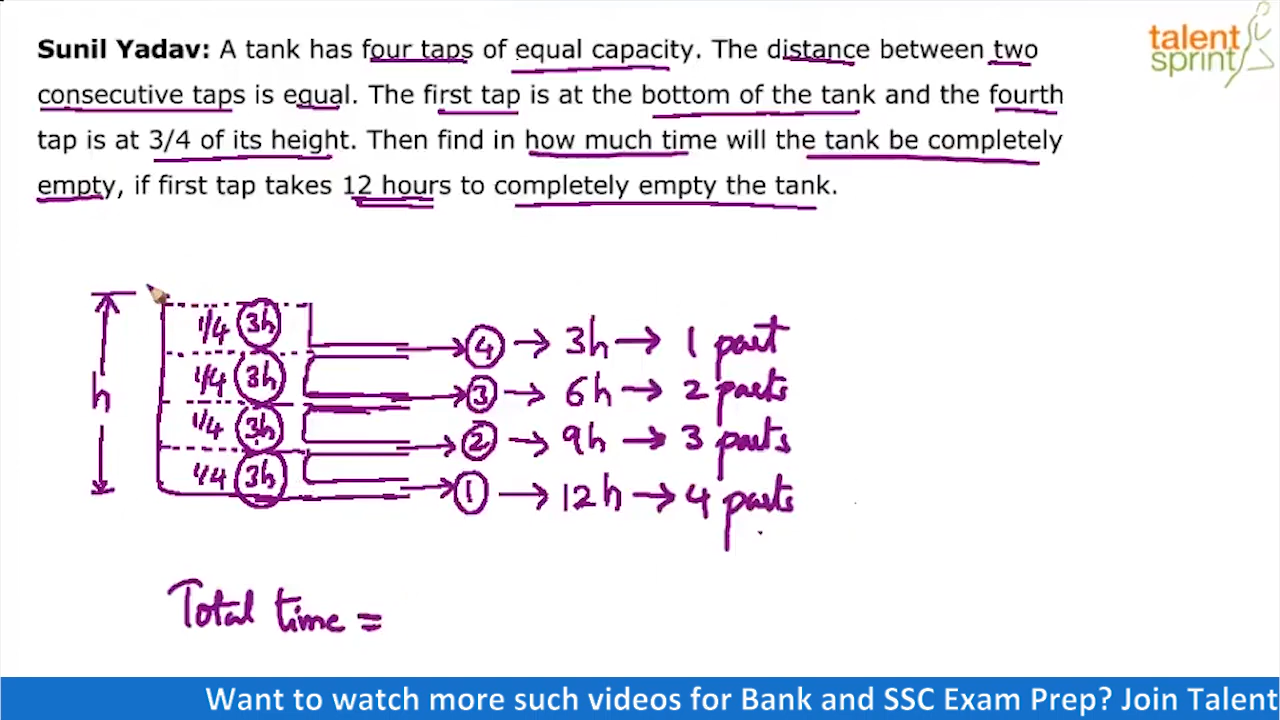 Sunil Yadav: A tank has four taps of equal capacity. The distance between two
consecutive taps is equal. The first tap is at the bottom of the tank and the fourth
tap is at 3/4 of its height. Then find in how much time will the tank be completely
empty, if first tap takes 12 hours to completely empty the tank.
talent
sprint
h
1/4 3h
1/4 3h
1/4 3h
1/4 3h
4 → 3h → 1 part
3 → 6h → 2 parts
2 → 9h → 3 parts
1 → 12h → 4 parts
Total time =
Want to watch more such videos for Bank and SSC Exam Prep? Join Talent